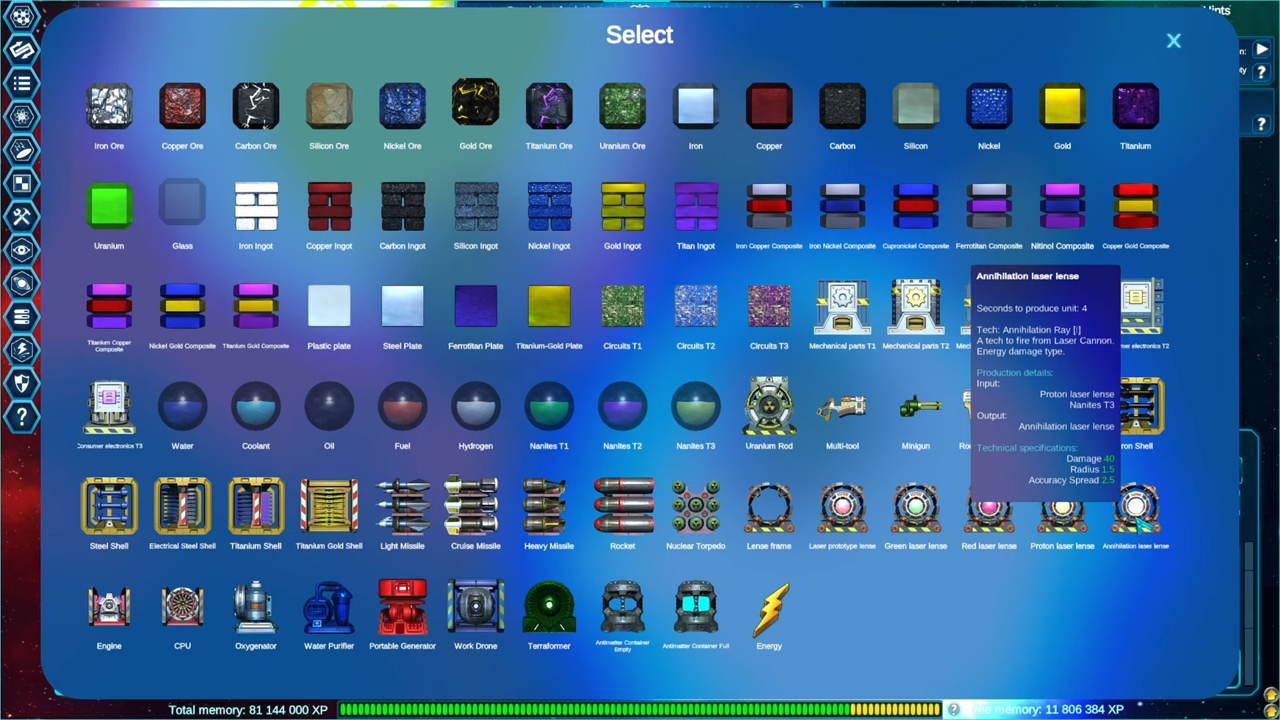 Select
X
Iron Ore
Copper Ore
Carbon Ore
Silicon Ore
Nickel Ore
Gold Ore
Titanium Ore
Uranium Ore
Iron
Copper
Carbon
Silicon
Nickel
Gold
Titanium
Uranium
Glass
Iron Ingot
Copper Ingot
Carbon Ingot
Silicon Ingot
Nickel Ingot
Gold Ingot
Titan Ingot
Iron Copper Composite
Iron Nickel Composite
Cupronickel Composite
Ferrotitan Composite
Nitinol Composite
Copper Gold Composite
Titanium Copper
Composite
Nickel Gold Composite
Titanium Gold Composite
Plastic plate
Steel Plate
Ferrotitan Plate
Titanium-Gold Plate
Circuits T1
Circuits T2
Circuits T3
Mechanical parts T1
Mechanical parts T2
Annihilation laser lense
Seconds to produce unit: 4
Tech: Annihilation Ray [!]
A tech to fire from Laser Cannon.
Energy damage type.
Production details:
Input:
Proton laser lense
Nanites T3
Output:
Annihilation laser lense
Technical specifications:
Damage 40
Radius 1.5
Accuracy Spread 2.5
electronics T2
Consumer electronics T3
Water
Coolant
Oil
Fuel
Hydrogen
Nanites T1
Nanites T2
Nanites T3
Uranium Rod
Multi-tool
Minigun
Shell
Steel Shell
Electrical Steel Shell
Titanium Shell
Titanium Gold Shell
Light Missile
Cruise Missile
Heavy Missile
Rocket
Nuclear Torpedo
Lense frame
Laser prototype lense
Green laser lense
Red laser lense
Proton laser lense
Annihilation laser lense
Engine
CPU
Oxygenator
Water Purifier
Portable Generator
Work Drone
Terraformer
Antimatter Container
Empty
Antimatter Container Full
Energy
Total memory: 81 144 000 XP
?
memory: 11 806 384 XP